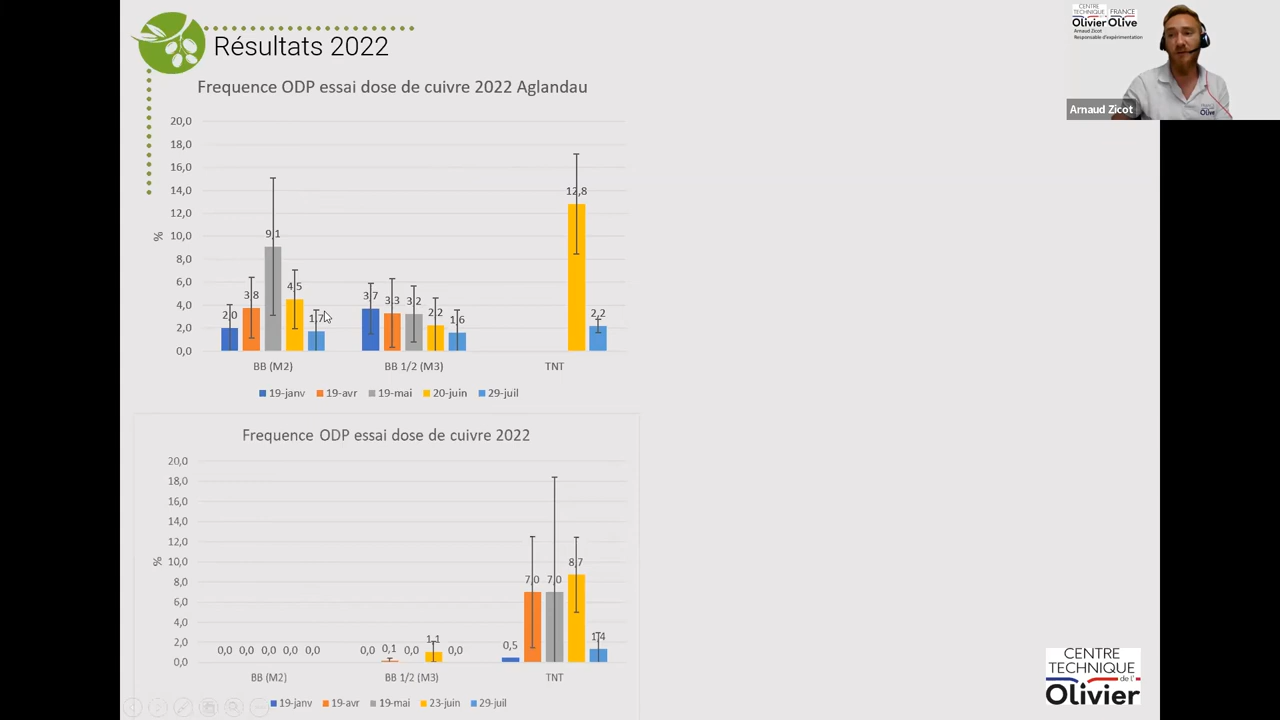 Résultats 2022
Frequence ODP essai dose de cuivre 2022 Aglandau
20,0
18,0
16,0
14,0
12,0
10,0
8,0
6,0
4,0
2,0
0,0
%
2,0 3,8 9,1 4,5 1,7
3,7 3,3 3,2 2,2 1,6
12,8 2,2
BB (M2) BB 1/2 (M3) TNT
19-janv 19-avr 19-mai 20-juin 29-juil
Frequence ODP essai dose de cuivre 2022
20,0
18,0
16,0
14,0
12,0
10,0
8,0
6,0
4,0
2,0
0,0
%
0,0 0,0 0,0 0,0 0,0
0,0 0,1 0,0 1,1 0,0
0,5 7,0 7,0 8,7 1,4
BB (M2) BB 1/2 (M3) TNT
19-janv 19-avr 19-mai 23-juin 29-juil
CENTRE TECHNIQUE Olivier
FRANCE Olive
Arnaud Zicot
Responsable d'expérimentation
FRANCE
Olive
Arnaud Zicot
CENTRE
TECHNIQUE
de l'
Olivier